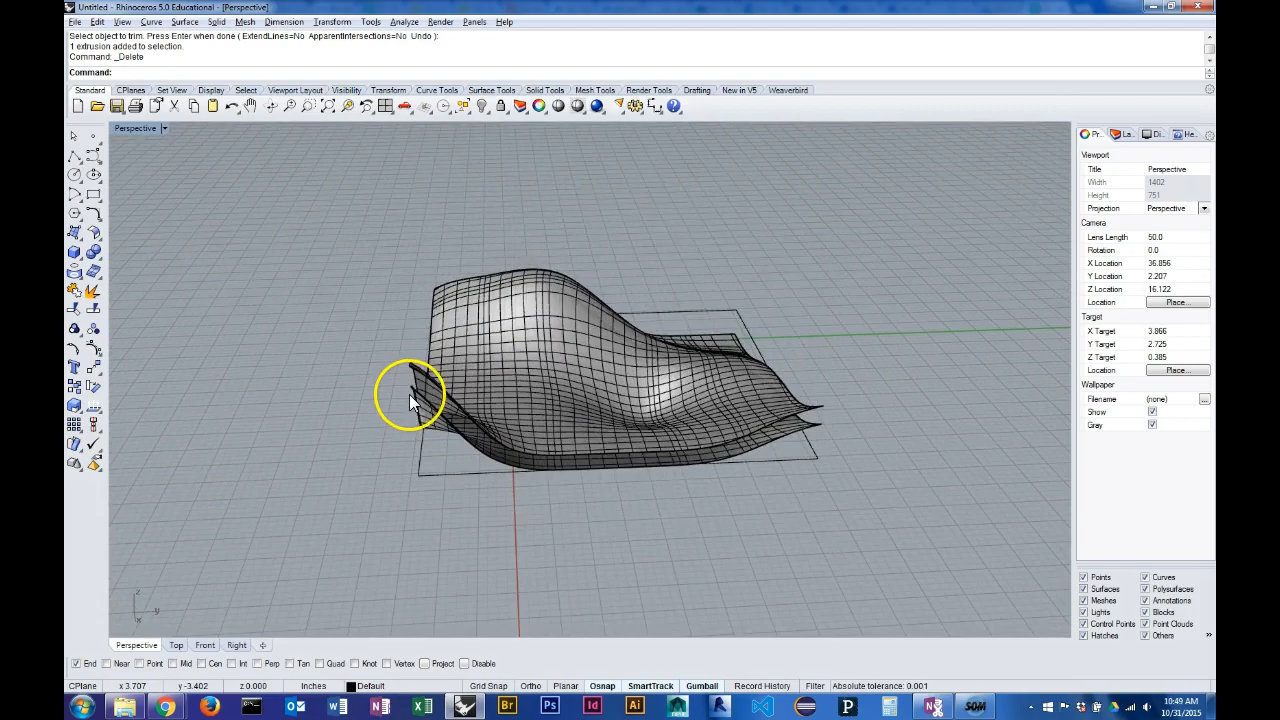 Untitled - Rhinoceros 5.0 Educational - [Perspective]
File Edit View Curve Surface Solid Mesh Dimension Transform Tools Analyze Render Panels Help
Select object to trim. Press Enter when done ( ExtendLines=No ApparentIntersections=No Undo ):
1 extrusion added to selection.
Command: _Delete
Command:
Standard CPlanes Set View Display Select Viewport Layout Visibility Transform Curve Tools Surface Tools Solid Tools Mesh Tools Render Tools Drafting New in V5 Weaverbird
Perspective
Pr... La... Di... He...
Viewport
Title Perspective
Width 1402
Height 751
Projection Perspective
Camera
Lens Length 50.0
Rotation 0.0
X Location 36.856
Y Location 2.207
Z Location 16.122
Location Place...
Target
X Target 3.866
Y Target 2.725
Z Target 0.385
Location Place...
Wallpaper
Filename (none) ...
Show
Gray
Points Curves
Surfaces Polysurfaces
Meshes Annotations
Lights Blocks
Control Points Point Clouds
Hatches Others »
z
y
x
Perspective Top Front Right
End Near Point Mid Cen Int Perp Tan Quad Knot Vertex Project Disable
CPlane x 3.707 y -3.402 z 0.000 Inches Default Grid Snap Ortho Planar Osnap SmartTrack Gumball Record History Filter Absolute tolerance: 0.001
Br Ps Id Ai P SOM
10:49 AM
10/31/2015